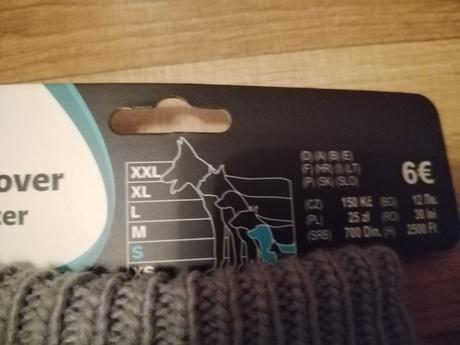 over
ter
XXL
XL
L
M
S
XS
(D) (A) (B) (E)
(F) (HR) (I) (LT)
(P) (SK) (SLO)
6€
(CZ) 150 Kč (BG) 12 Лв.
(PL) 25 zł (RO) 30 lei
(SRB) 700 Din. (H) 2500 Ft